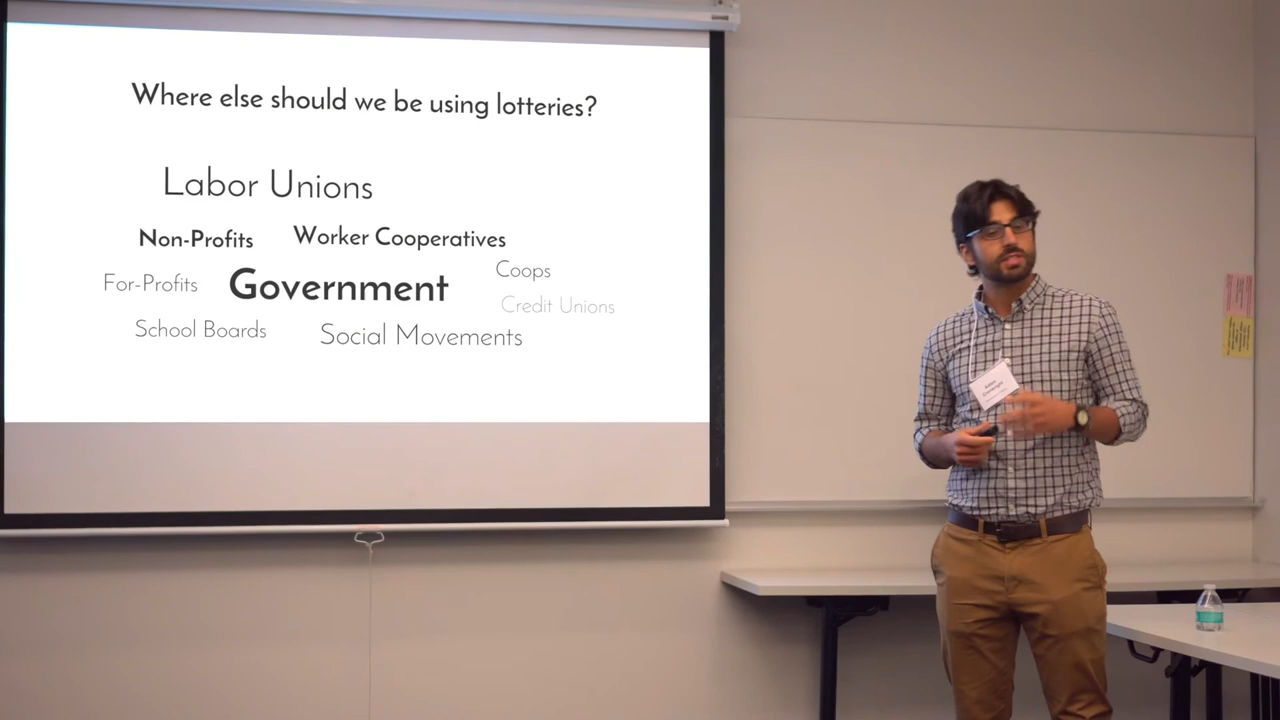 Where else should we be using lotteries?
Labor Unions
Non-Profits
Worker Cooperatives
For-Profits
Government
Coops
Credit Unions
School Boards
Social Movements